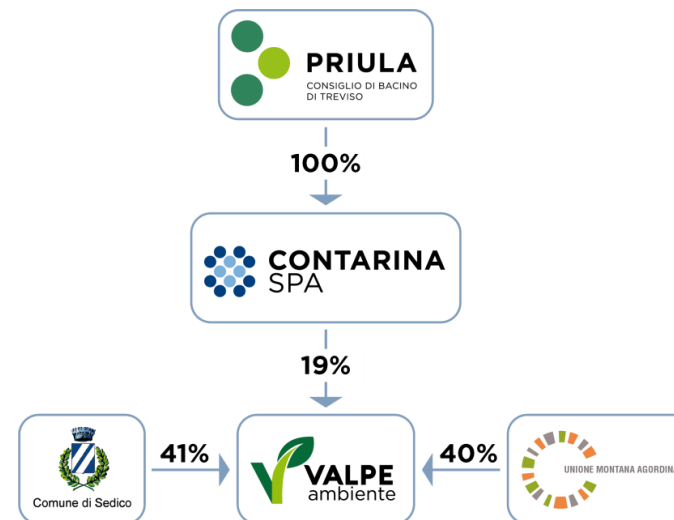 PRIULA
CONSIGLIO DI BACINO
DI TREVISO
100%
CONTARINA
SPA
19%
Comune di Sedico
41%
VALPE
ambiente
40%
UNIONE MONTANA AGORDINA